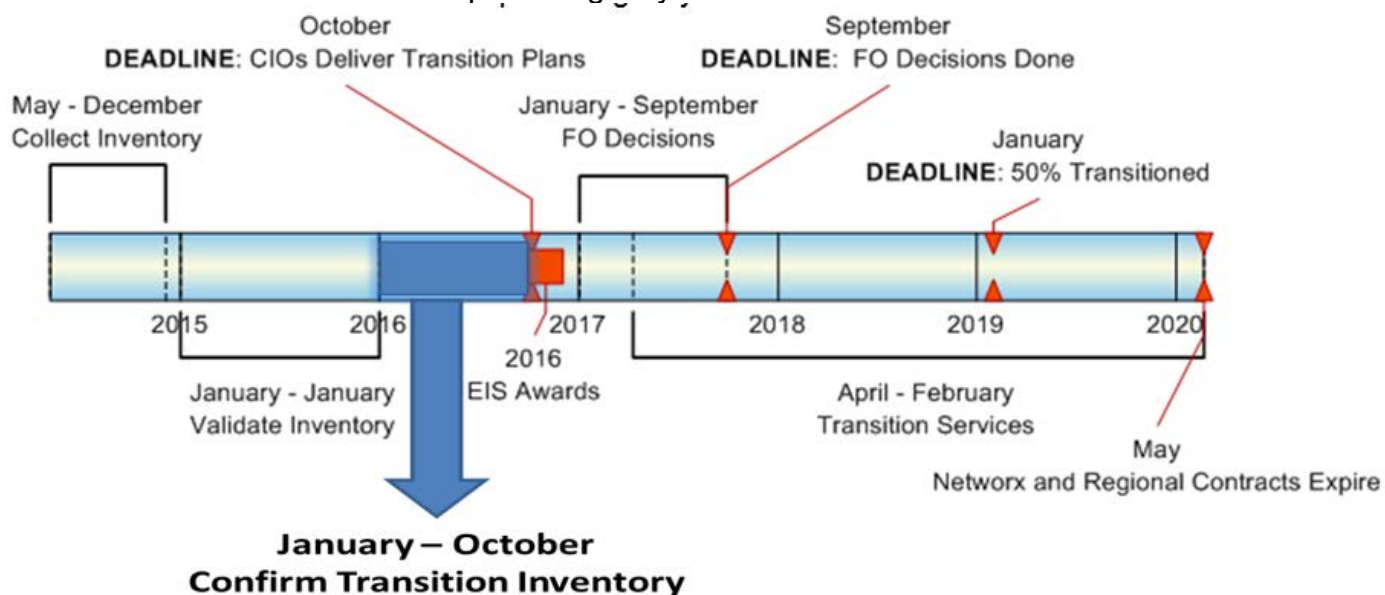 October
DEADLINE: CIOs Deliver Transition Plans
September
DEADLINE: FO Decisions Done
May - December
Collect Inventory
January - September
FO Decisions
January
DEADLINE: 50% Transitioned
2015
2016
2017
2018
2019
2020
2016
EIS Awards
January - January
Validate Inventory
April - February
Transition Services
May
Networx and Regional Contracts Expire
January – October
Confirm Transition Inventory